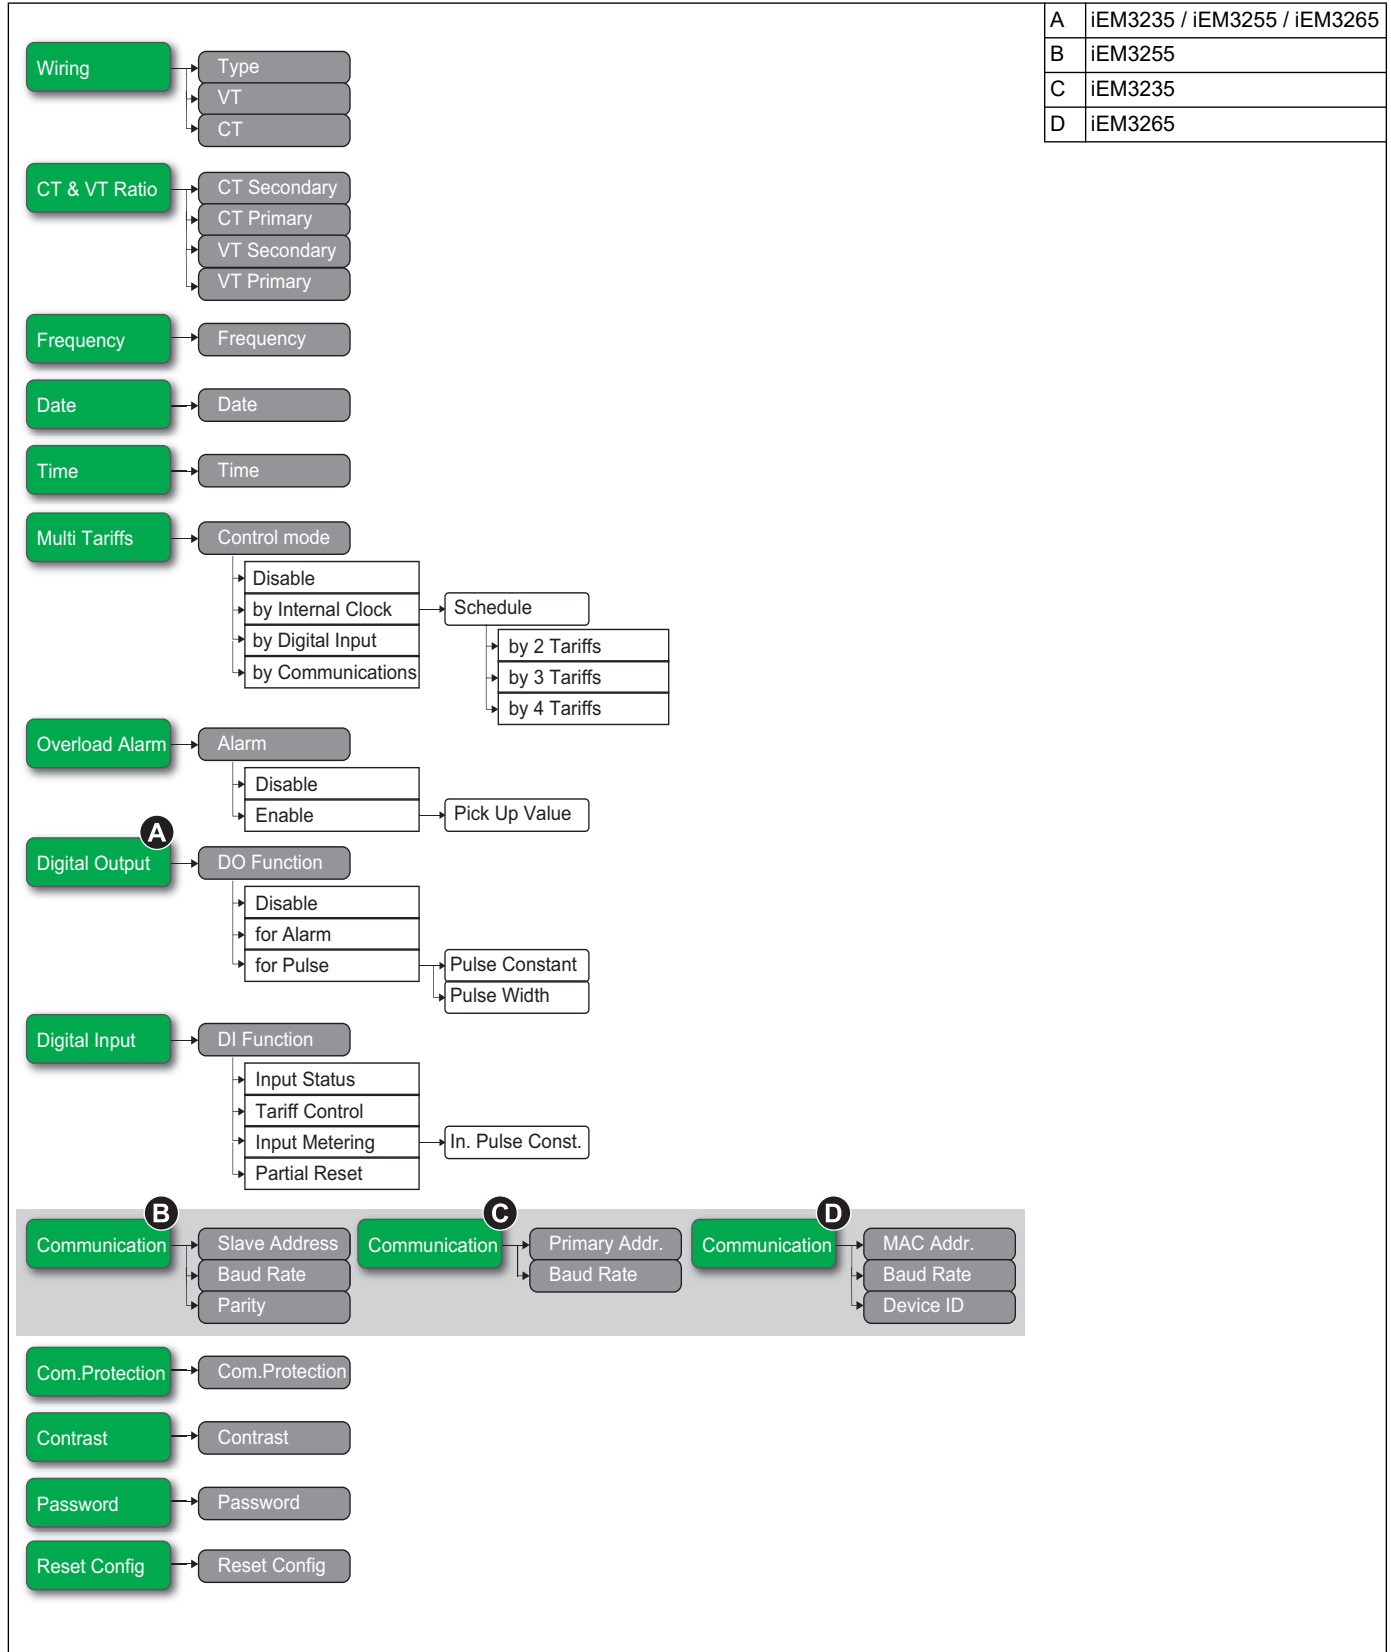 A iEM3235 / iEM3255 / iEM3265
B iEM3255
C iEM3235
D iEM3265
Wiring
Type
VT
CT
CT & VT Ratio
CT Secondary
CT Primary
VT Secondary
VT Primary
Frequency
Frequency
Date
Date
Time
Time
Multi Tariffs
Control mode
Disable
by Internal Clock
Schedule
by Digital Input
by 2 Tariffs
by Communications
by 3 Tariffs
by 4 Tariffs
Overload Alarm
Alarm
Disable
Enable
Pick Up Value
A
Digital Output
DO Function
Disable
for Alarm
for Pulse
Pulse Constant
Pulse Width
Digital Input
DI Function
Input Status
Tariff Control
Input Metering
In. Pulse Const.
Partial Reset
B
Communication
Slave Address
Baud Rate
Parity
C
Communication
Primary Addr.
Baud Rate
D
Communication
MAC Addr.
Baud Rate
Device ID
Com.Protection
Com.Protection
Contrast
Contrast
Password
Password
Reset Config
Reset Config